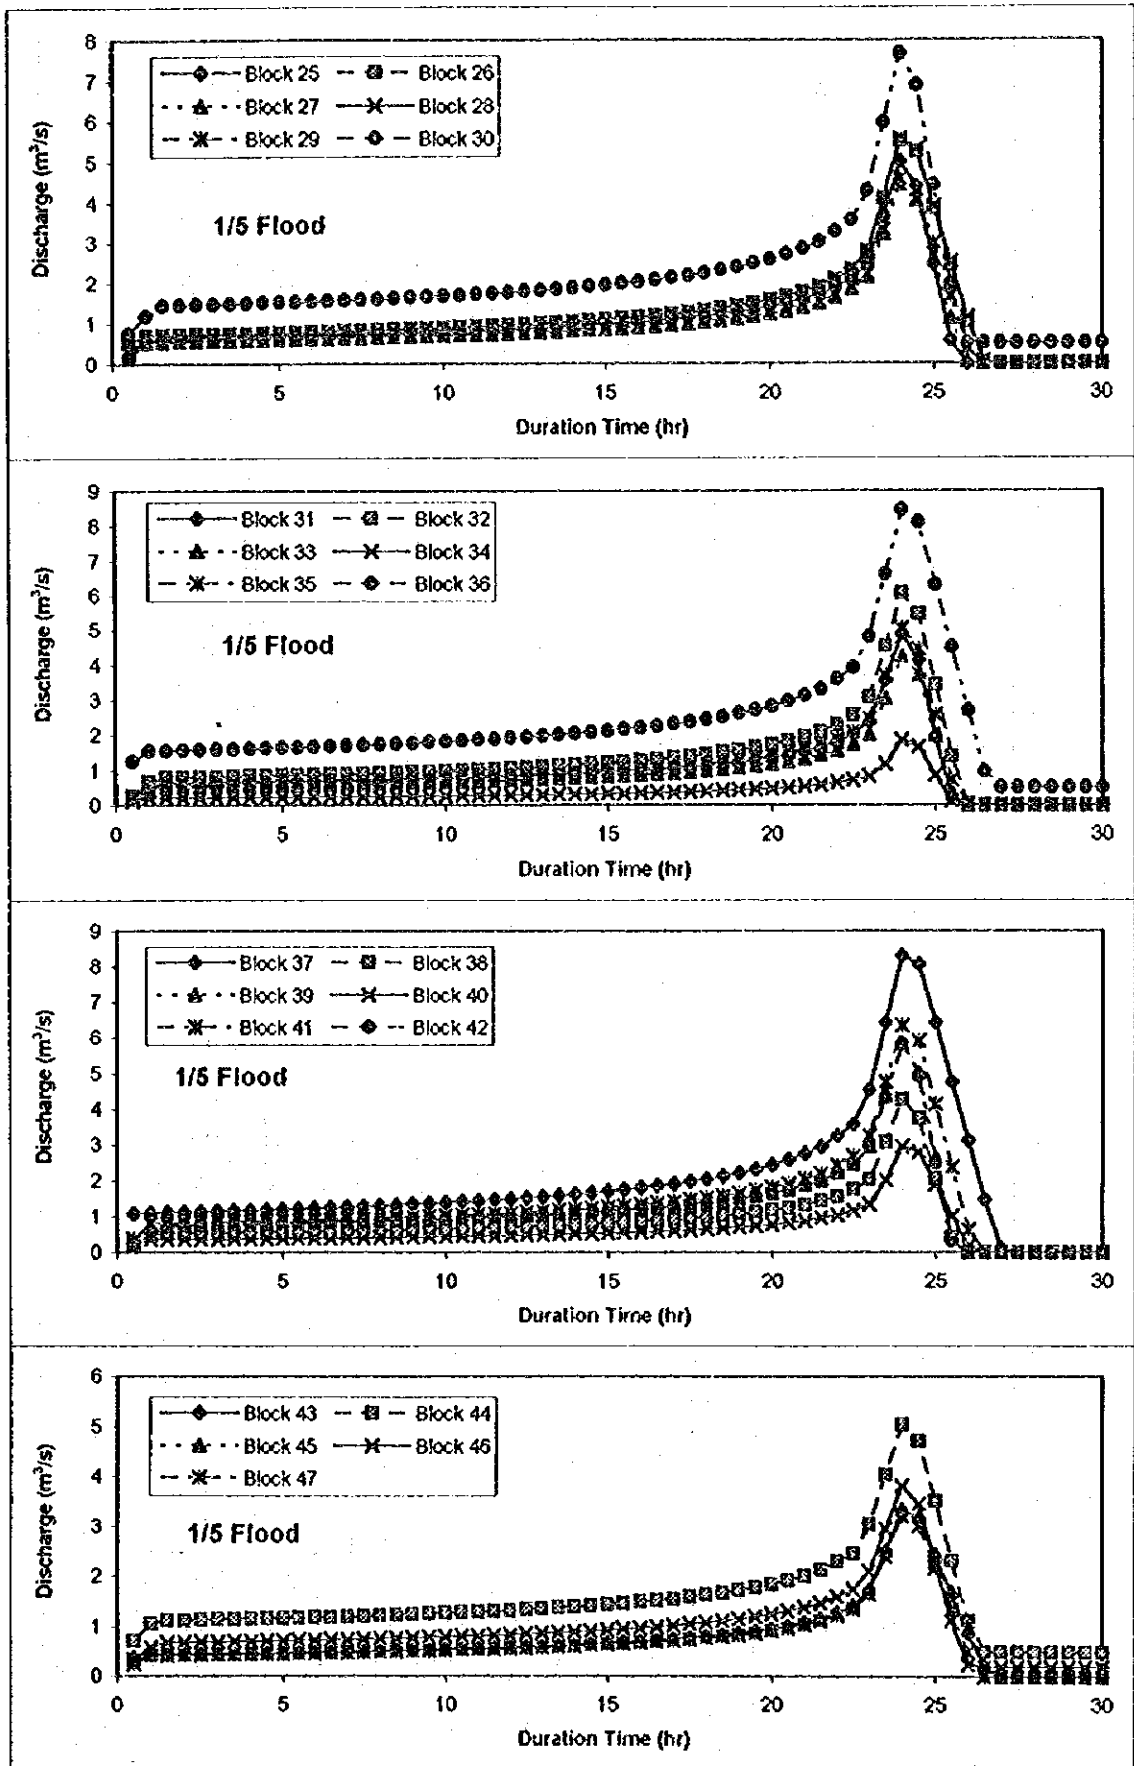 8
7
6
5
4
3
2
1
0
Discharge (m³/s)
Block 25 Block 26
Block 27 Block 28
Block 29 Block 30
1/5 Flood
0 5 10 15 20 25 30
Duration Time (hr)
9
8
7
6
5
4
3
2
1
0
Discharge (m³/s)
Block 31 Block 32
Block 33 Block 34
Block 35 Block 36
1/5 Flood
0 5 10 15 20 25 30
Duration Time (hr)
9
8
7
6
5
4
3
2
1
0
Discharge (m³/s)
Block 37 Block 38
Block 39 Block 40
Block 41 Block 42
1/5 Flood
0 5 10 15 20 25 30
Duration Time (hr)
6
5
4
3
2
1
0
Discharge (m³/s)
Block 43 Block 44
Block 45 Block 46
Block 47
1/5 Flood
0 5 10 15 20 25 30
Duration Time (hr)